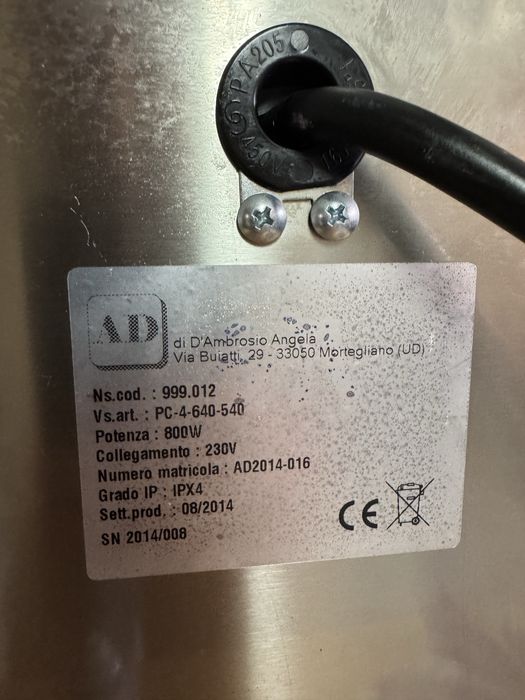 PA205
450V
AD
di D'Ambrosio Angela
Via Buiatti, 29 - 33050 Mortegliano (UD)
Ns.cod. : 999.012
Vs.art. : PC-4-640-540
Potenza : 800W
Collegamento : 230V
Numero matricola : AD2014-016
Grado IP : IPX4
Sett.prod. : 08/2014
SN 2014/008
CE